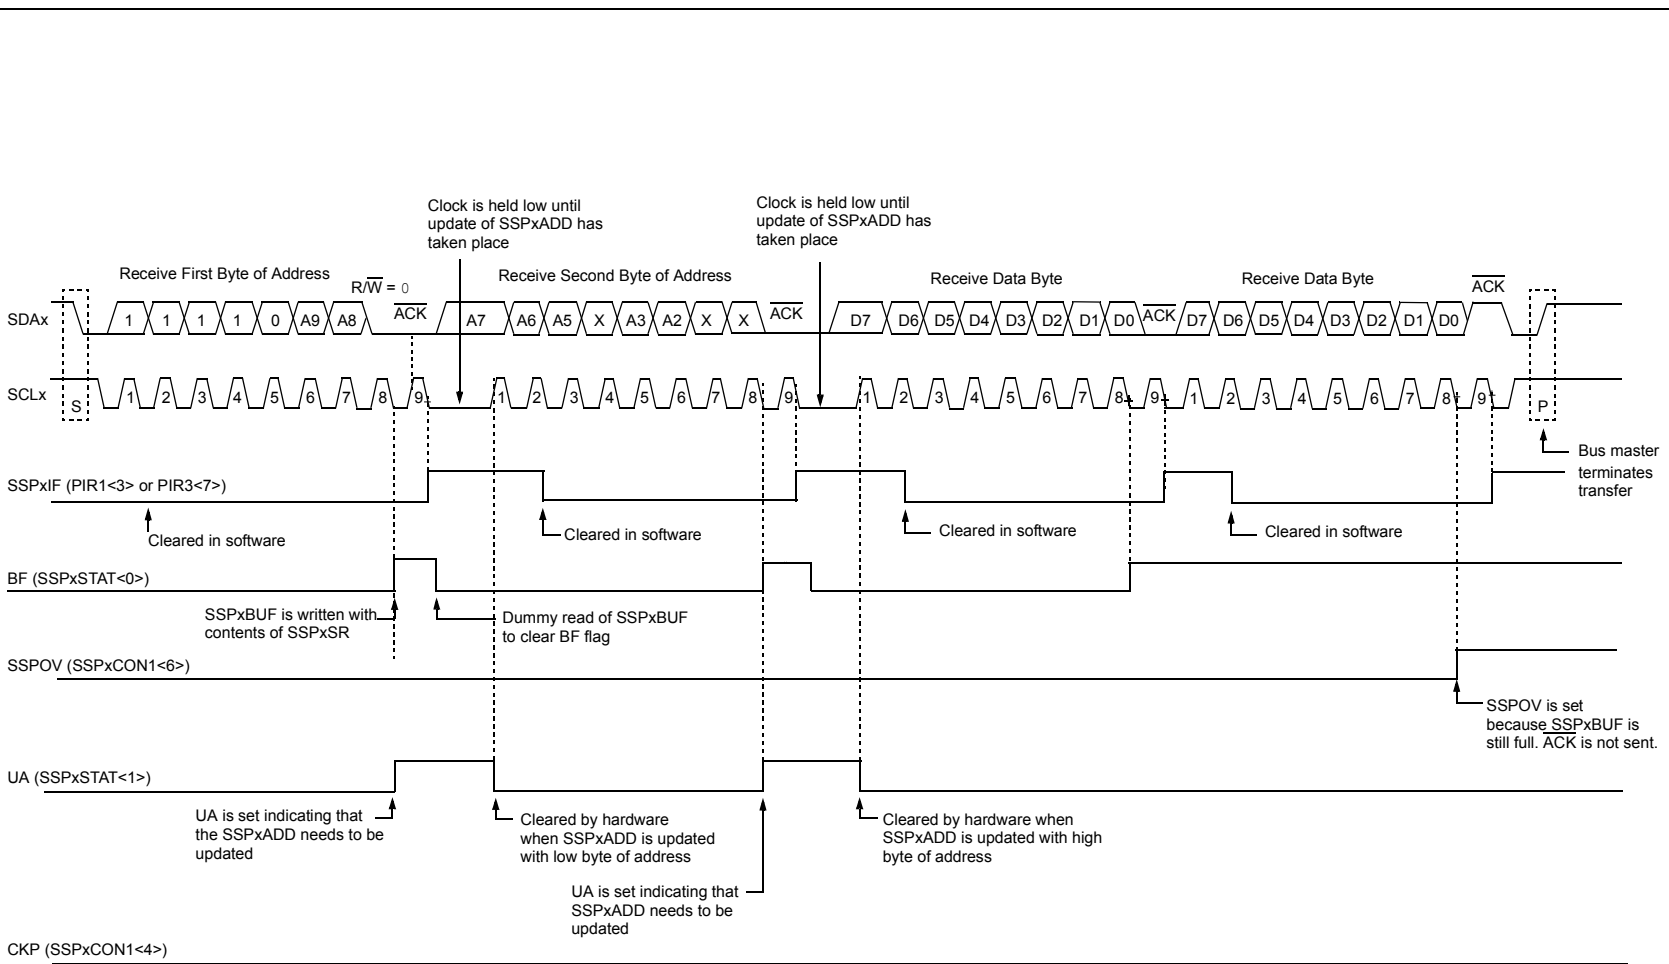 Clock is held low until
update of SSPxADD has
taken place
Clock is held low until
update of SSPxADD has
taken place
Receive First Byte of Address
R/W = 0
ACK
Receive Second Byte of Address
ACK
Receive Data Byte
ACK
Receive Data Byte
ACK
SDAx
1 1 1 1 0 A9 A8
A7 A6 A5 X A3 A2 X X
D7 D6 D5 D4 D3 D2 D1 D0
D7 D6 D5 D4 D3 D2 D1 D0
SCLx
S
1 2 3 4 5 6 7 8 9
1 2 3 4 5 6 7 8 9
1 2 3 4 5 6 7 8 9
1 2 3 4 5 6 7 8 9
P
Bus master
terminates
transfer
SSPxIF (PIR1<3> or PIR3<7>)
Cleared in software
Cleared in software
Cleared in software
Cleared in software
BF (SSPxSTAT<0>)
SSPxBUF is written with
contents of SSPxSR
Dummy read of SSPxBUF
to clear BF flag
SSPOV (SSPxCON1<6>)
SSPOV is set
because SSPxBUF is
still full. ACK is not sent.
UA (SSPxSTAT<1>)
UA is set indicating that
the SSPxADD needs to be
updated
Cleared by hardware
when SSPxADD is updated
with low byte of address
UA is set indicating that
SSPxADD needs to be
updated
Cleared by hardware when
SSPxADD is updated with high
byte of address
CKP (SSPxCON1<4>)